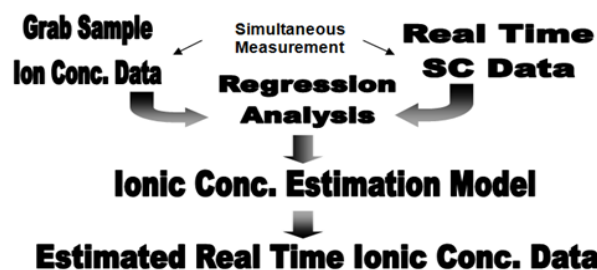 Grab Sample
Ion Conc. Data
Simultaneous
Measurement
Real Time
SC Data
Regression
Analysis
Ionic Conc. Estimation Model
Estimated Real Time Ionic Conc. Data